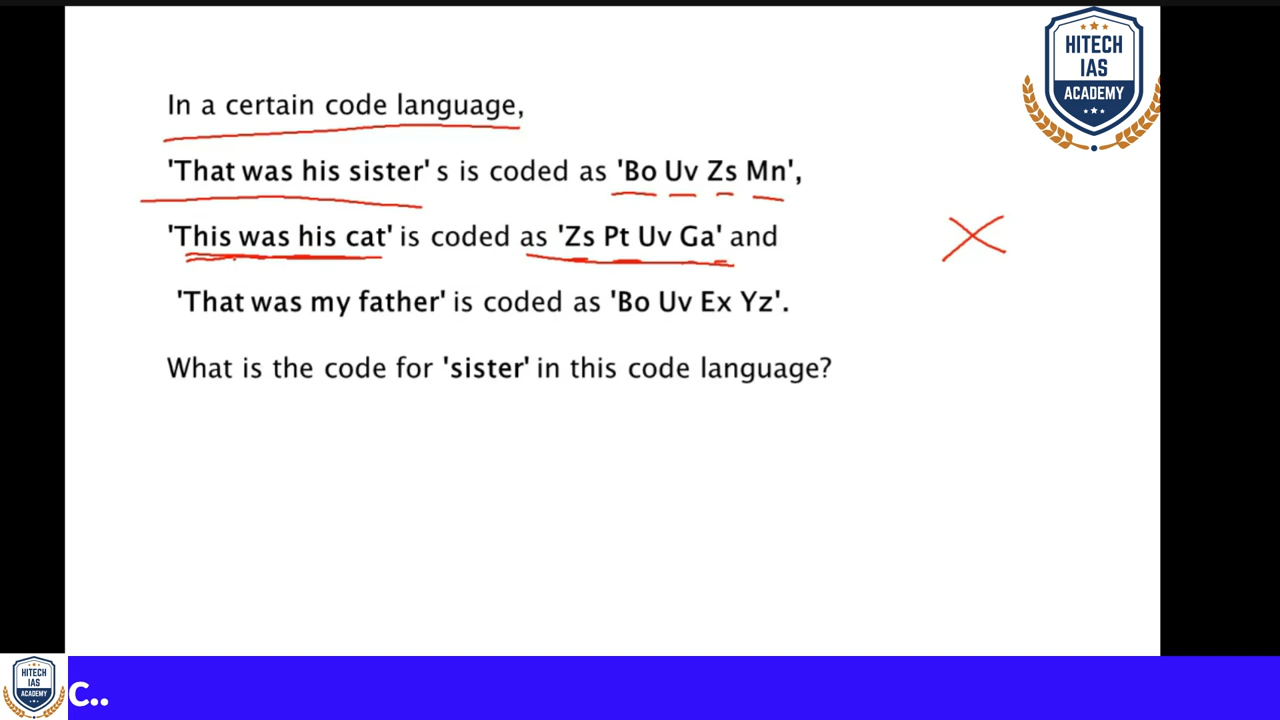 HITECH
IAS
ACADEMY
In a certain code language,
'That was his sister' s is coded as 'Bo Uv Zs Mn',
'This was his cat' is coded as 'Zs Pt Uv Ga' and
'That was my father' is coded as 'Bo Uv Ex Yz'.
What is the code for 'sister' in this code language?
HITECH
IAS
ACADEMY
C..